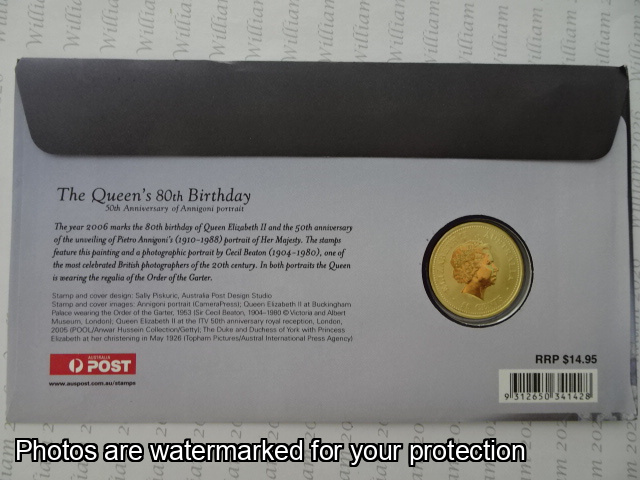 The Queen's 80th Birthday
50th Anniversary of Annigoni portrait
The year 2006 marks the 80th birthday of Queen Elizabeth II and the 50th anniversary
of the unveiling of Pietro Annigoni's (1910–1988) portrait of Her Majesty. The stamps
feature this painting and a photographic portrait by Cecil Beaton (1904–1980), one of
the most celebrated British photographers of the 20th century. In both portraits the Queen
is wearing the regalia of the Order of the Garter.
Stamp and cover design: Sally Piskuric, Australia Post Design Studio
Stamp and cover images: Annigoni portrait (CameraPress); Queen Elizabeth II at Buckingham
Palace wearing the Order of the Garter, 1953 (Sir Cecil Beaton, 1904–1980 © Victoria and Albert
Museum, London); Queen Elizabeth II at the ITV 50th anniversary royal reception, London,
2005 (POOL/Anwar Hussein Collection/Getty); The Duke and Duchess of York with Princess
Elizabeth at her christening in May 1926 (Topham Pictures/Austral International Press Agency)
AUSTRALIA
POST
www.auspost.com.au/stamps
RRP $14.95
9 312650 341428
Photos are watermarked for your protection